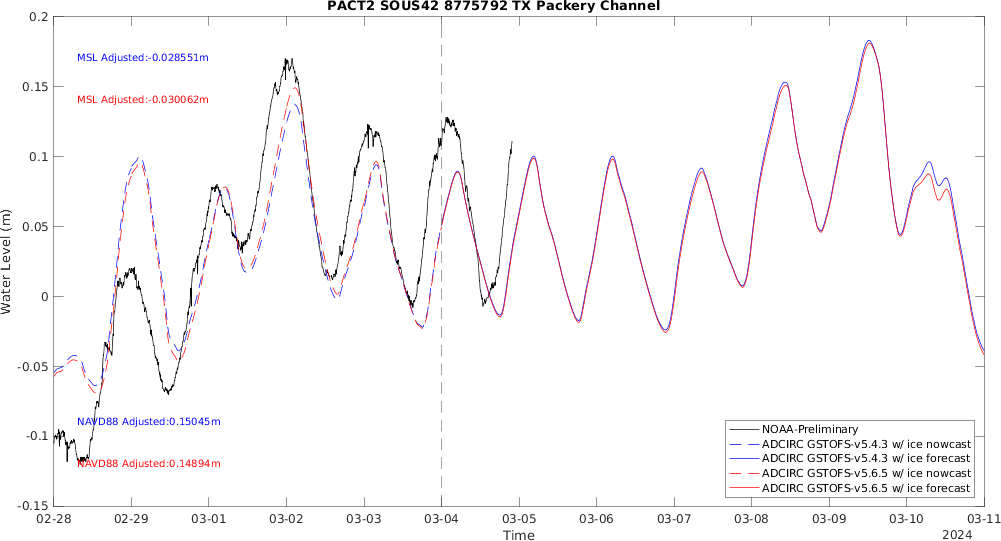 PACT2 SOUS42 8775792 TX Packery Channel
0.2
MSL Adjusted:-0.028551m
0.15
MSL Adjusted:-0.030062m
0.1
0.05
Water Level (m)
0
-0.05
NAVD88 Adjusted:0.15045m
-0.1
NAVD88 Adjusted:0.14894m
-0.15
NOAA-Preliminary
ADCIRC GSTOFS-v5.4.3 w/ ice nowcast
ADCIRC GSTOFS-v5.4.3 w/ ice forecast
ADCIRC GSTOFS-v5.6.5 w/ ice nowcast
ADCIRC GSTOFS-v5.6.5 w/ ice forecast
02-28 02-29 03-01 03-02 03-03 03-04 03-05 03-06 03-07 03-08 03-09 03-10 03-11
Time
2024